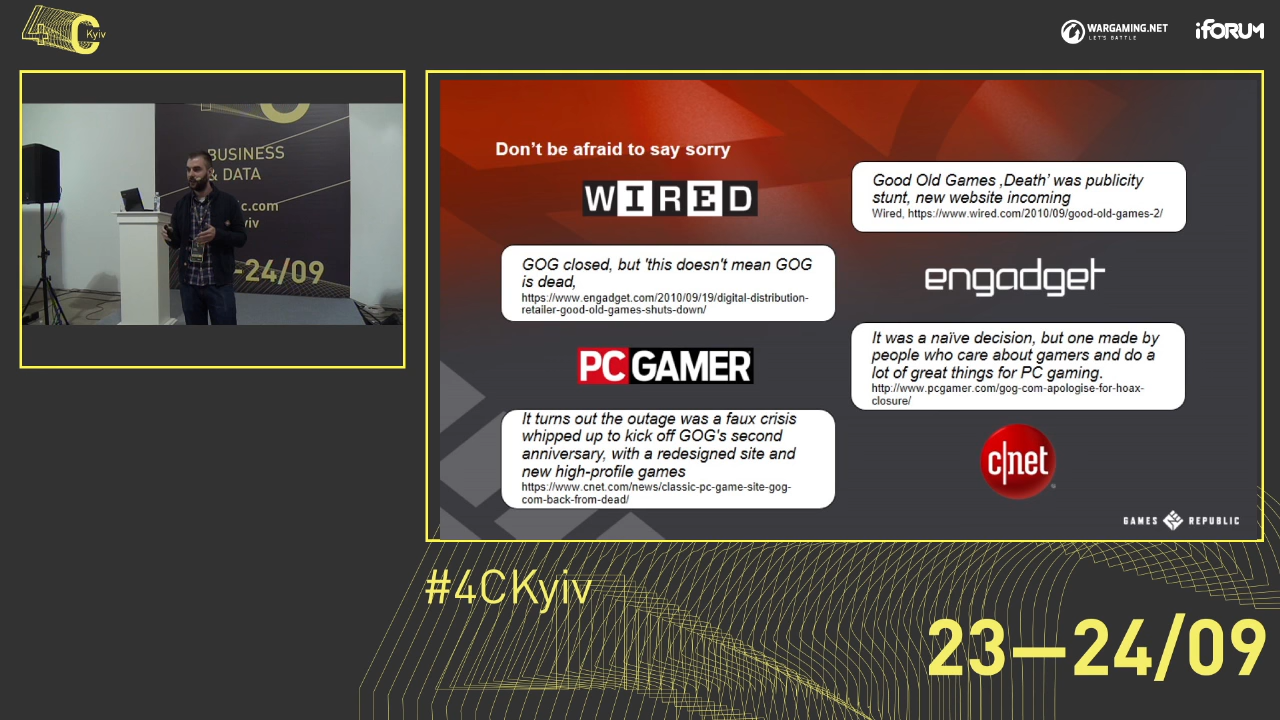 4C Kyiv
WARGAMING.NET
LET'S BATTLE
iFORUM
BUSINESS
& DATA
c.com
yiv
-24/09
Don't be afraid to say sorry
WIRED
Good Old Games ‚Death' was publicity
stunt, new website incoming
Wired, https://www.wired.com/2010/09/good-old-games-2/
GOG closed, but 'this doesn't mean GOG
is dead,
https://www.engadget.com/2010/09/19/digital-distribution-
retailer-good-old-games-shuts-down/
engadget
PC GAMER
It was a naïve decision, but one made by
people who care about gamers and do a
lot of great things for PC gaming.
http://www.pcgamer.com/gog-com-apologise-for-hoax-
closure/
It turns out the outage was a faux crisis
whipped up to kick off GOG's second
anniversary, with a redesigned site and
new high-profile games
https://www.cnet.com/news/classic-pc-game-site-gog-
com-back-from-dead/
c|net
GAMES REPUBLIC
#4CKyiv
23—24/09